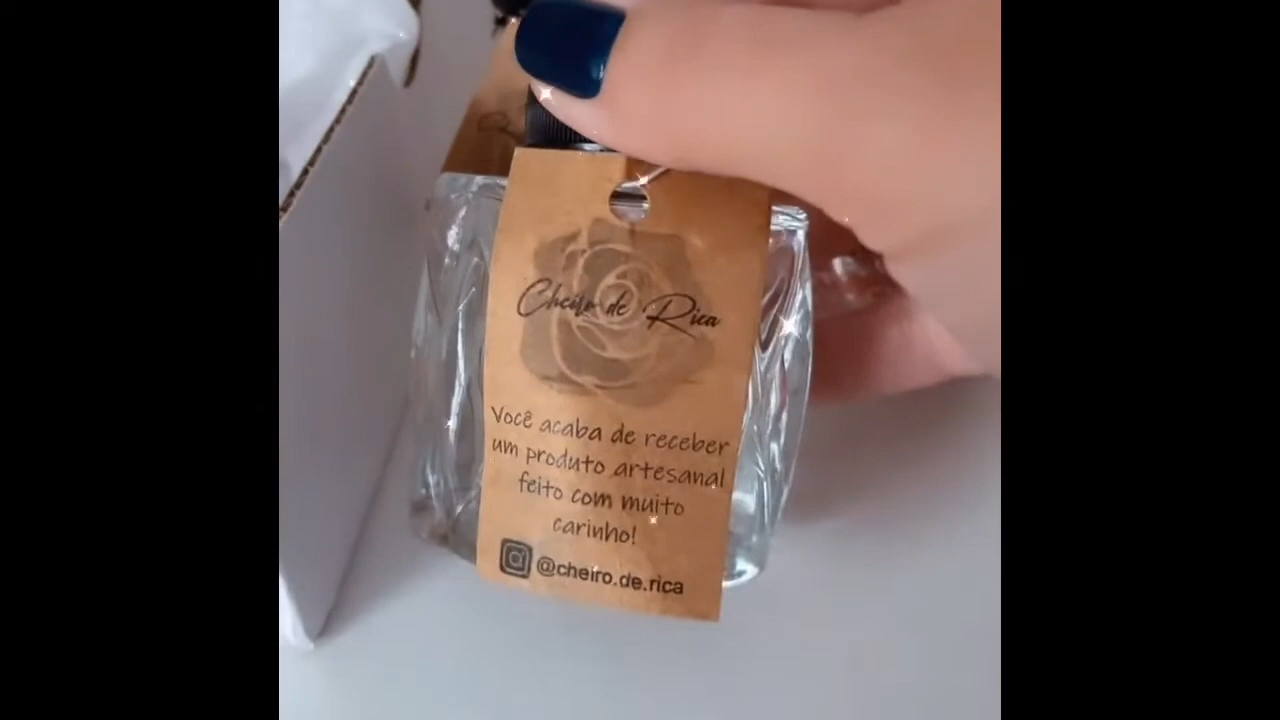 Cheiro de Rica
Você acaba de receber
um produto artesanal
feito com muito
carinho!
@cheiro.de.rica